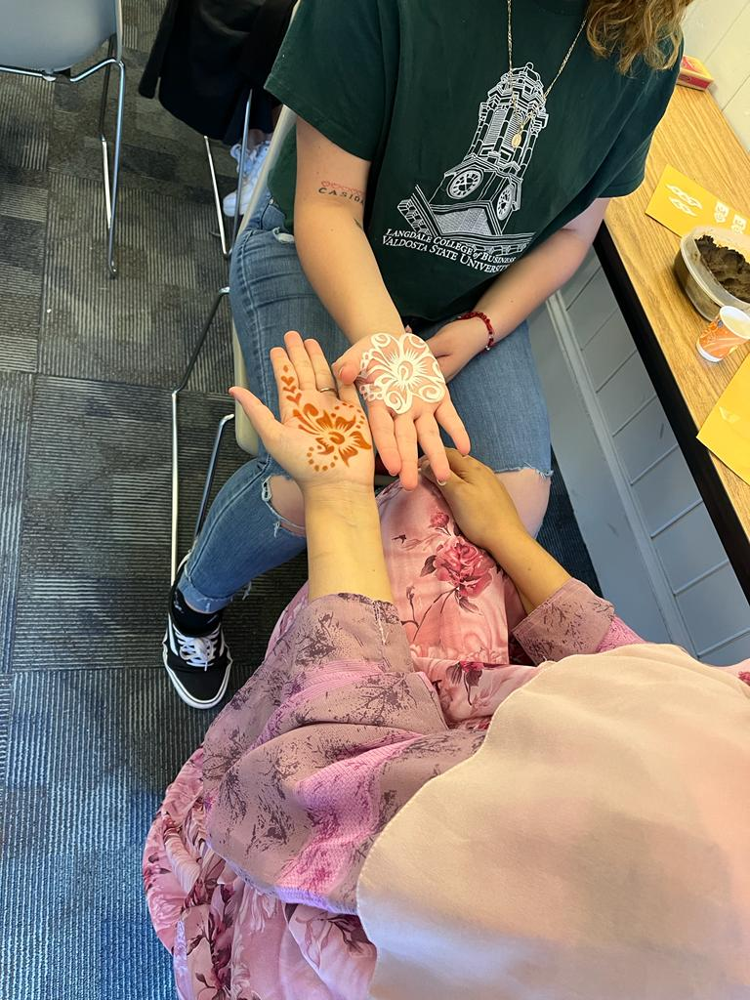 LANGDALE COLLEGE of BUSINESS
VALDOSTA STATE UNIVERSITY